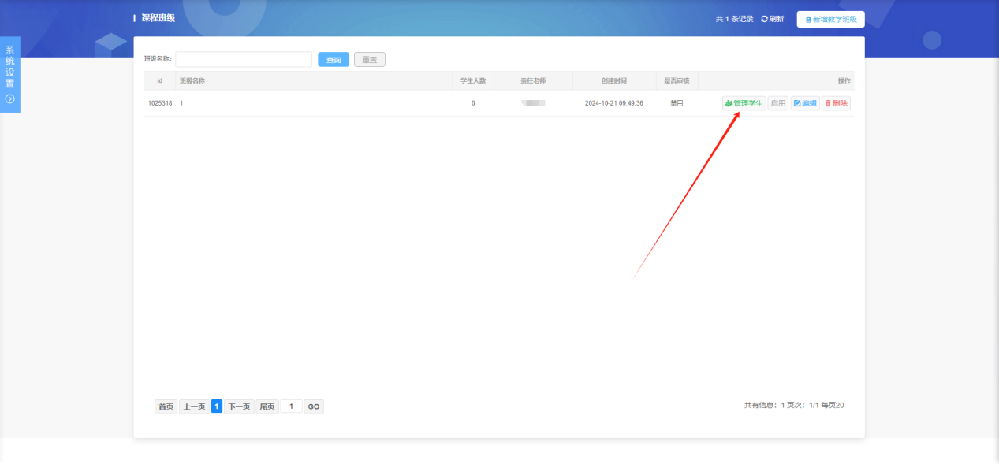 课程班级
共 1 条记录 刷新 新增教学班级
系统设置
班级名称： 查询 重置
id 班级名称 学生人数 责任老师 创建时间 是否审核 操作
1025318 1 0 2024-10-21 09:49:36 禁用 管理学生 启用 编辑 删除
首页 上一页 1 下一页 尾页 1 GO
共有信息：1 页次：1/1 每页20